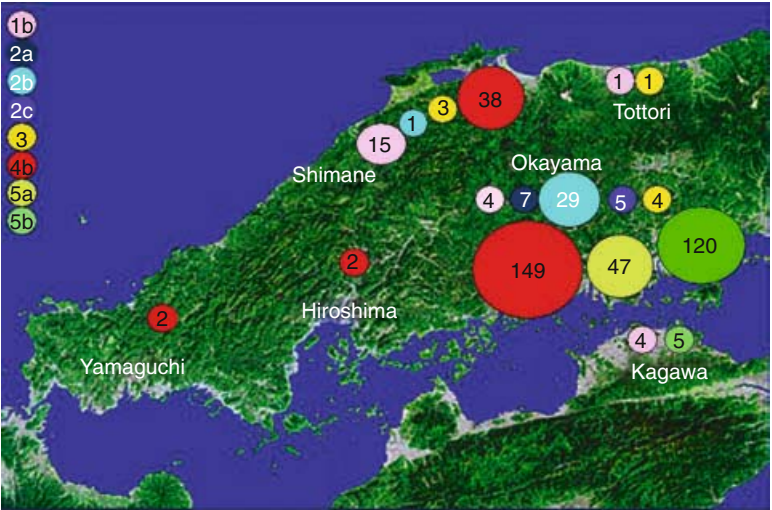 1b
2a
2b
2c
3
4b
5a
5b
15
1
3
38
Shimane
1
1
Tottori
Okayama
4
7
29
5
4
149
47
120
2
Hiroshima
2
Yamaguchi
4
5
Kagawa